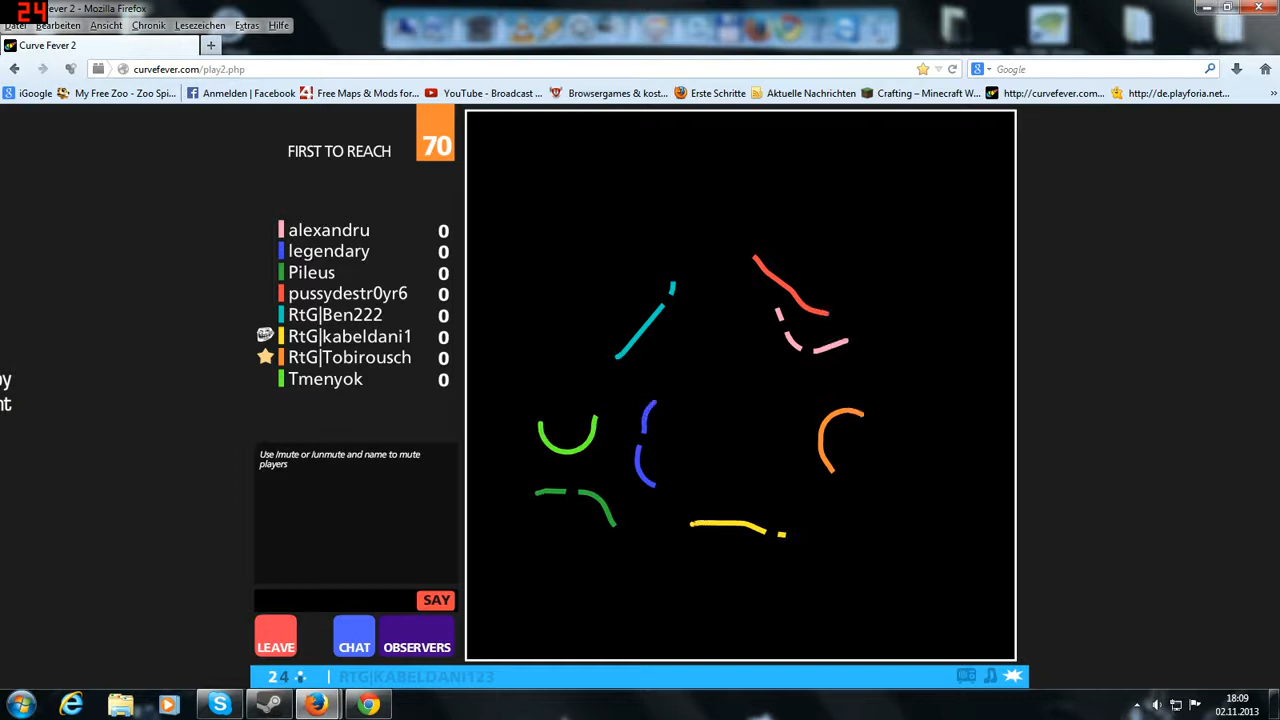 24
Fever 2 - Mozilla Firefox
Datei Bearbeiten Ansicht Chronik Lesezeichen Extras Hilfe
Curve Fever 2
curvefever.com/play2.php
Google
iGoogle My Free Zoo - Zoo Spi... Anmelden | Facebook Free Maps & Mods for... YouTube - Broadcast ... Browsergames & kost... Erste Schritte Aktuelle Nachrichten Crafting – Minecraft W... http://curvefever.com... http://de.playforia.net... »
FIRST TO REACH 70
alexandru 0
legendary 0
Pileus 0
pussydestr0yr6 0
RtG|Ben222 0
RtG|kabeldani1 0
RtG|Tobirousch 0
Tmenyok 0
Use /mute or /unmute and name to mute
players
SAY
LEAVE CHAT OBSERVERS
24 RTG|KABELDANI123
18:09
02.11.2013